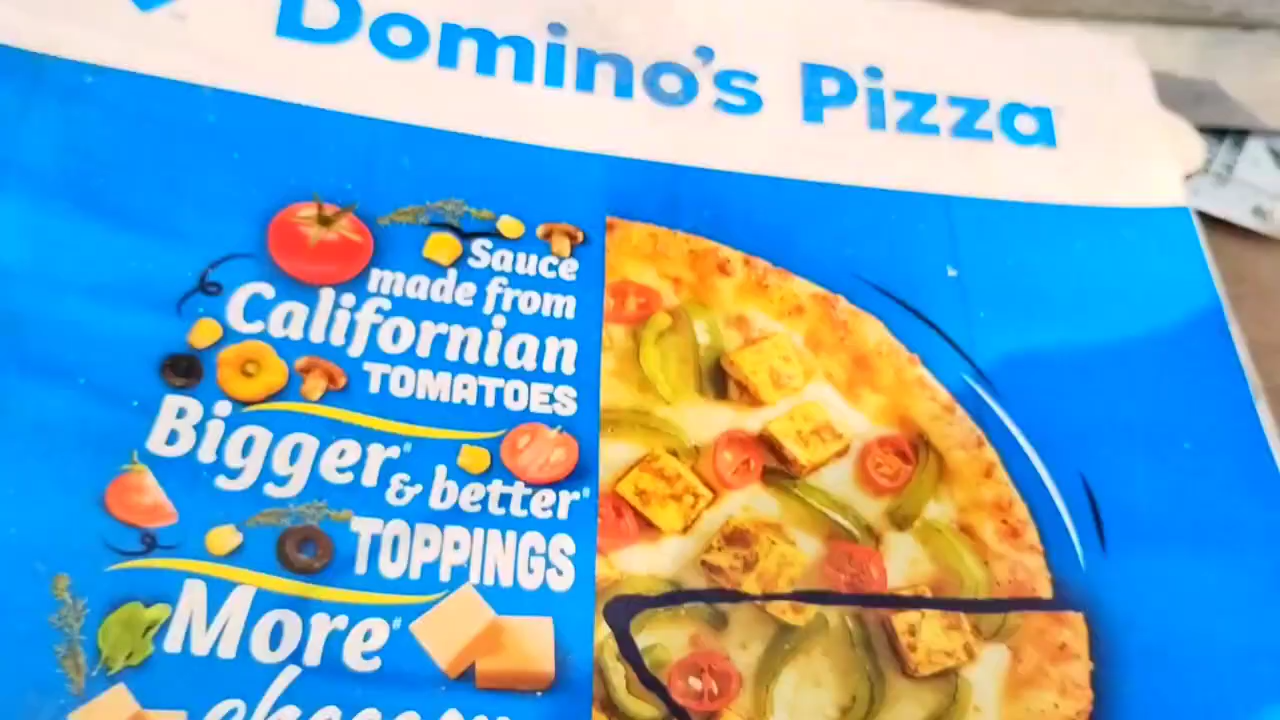 Domino's Pizza
Sauce
made from
Californian
TOMATOES
Bigger#
& better#
TOPPINGS
More#